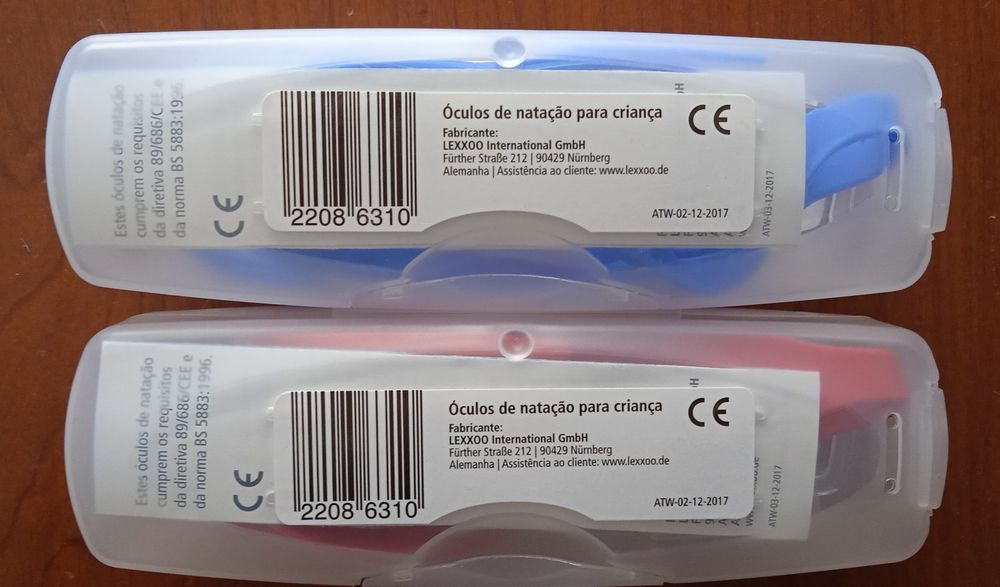 Estes óculos de natação
cumprem os requisitos
da diretiva 89/686/CEE e
da norma BS 5883:1996.
CE
2208 6310
Óculos de natação para criança
Fabricante:
LEXXOO International GmbH
Further Straße 212 | 90429 Nürnberg
Alemanha | Assistência ao cliente: www.lexxoo.de
CE
ATW-02-12-2017
ATW-03-12-2017
Estes óculos de natação
cumprem os requisitos
da diretiva 89/686/CEE e
da norma BS 5883:1996.
CE
2208 6310
Óculos de natação para criança
Fabricante:
LEXXOO International GmbH
Fürther Straße 212 | 90429 Nürnberg
Alemanha | Assistência ao cliente: www.lexxoo.de
CE
ATW-02-12-2017
ATW-03-12-2017